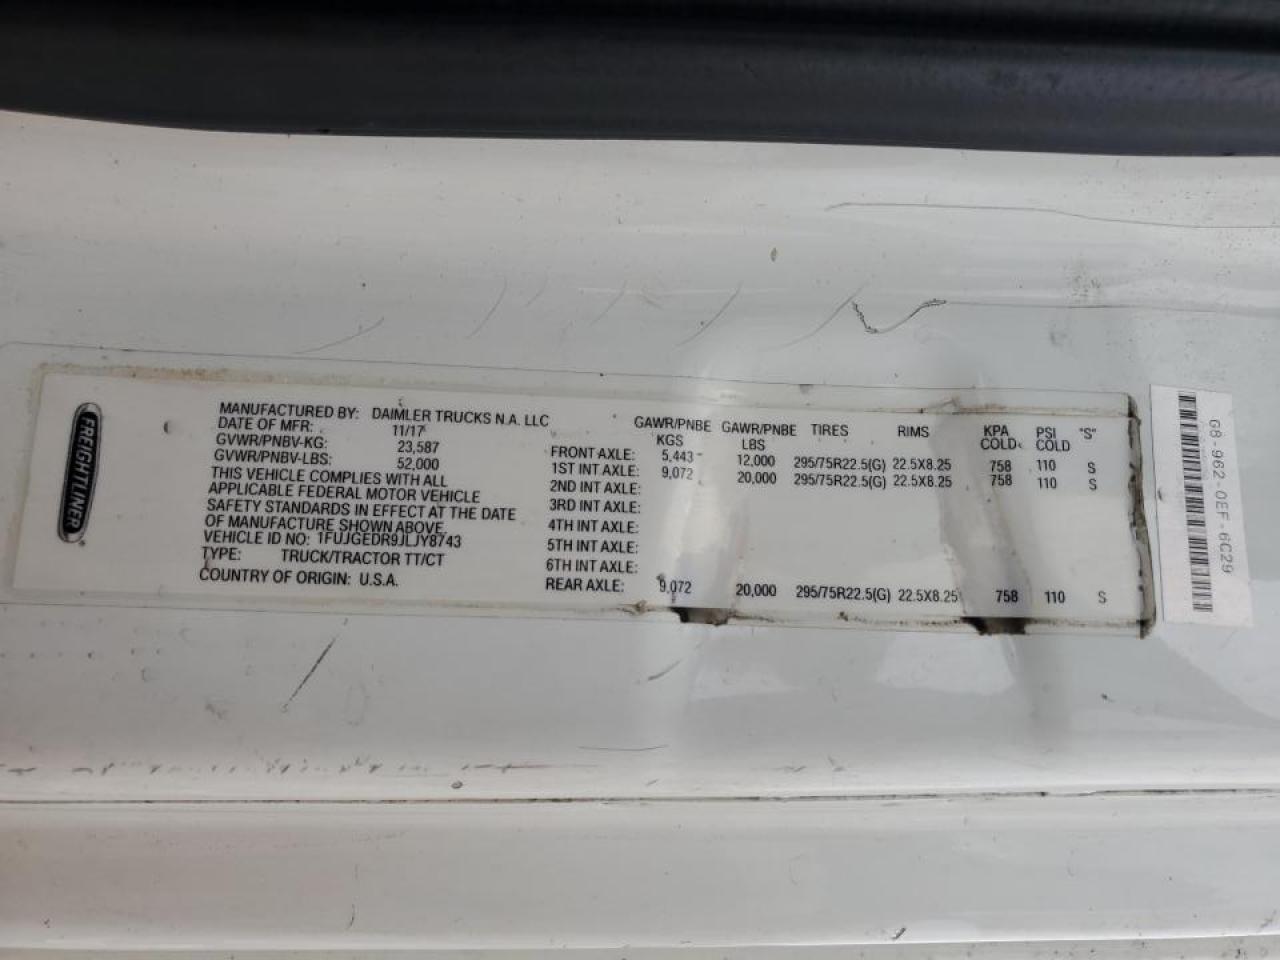 FREIGHTLINER
MANUFACTURED BY: DAIMLER TRUCKS N.A. LLC
DATE OF MFR: 11/17
GVWR/PNBV-KG: 23,587
GVWR/PNBV-LBS: 52,000
THIS VEHICLE COMPLIES WITH ALL
APPLICABLE FEDERAL MOTOR VEHICLE
SAFETY STANDARDS IN EFFECT AT THE DATE
OF MANUFACTURE SHOWN ABOVE.
VEHICLE ID NO: 1FUJGEDR9JLJY8743
TYPE: TRUCK/TRACTOR TT/CT
COUNTRY OF ORIGIN: U.S.A.
GAWR/PNBE KGS GAWR/PNBE LBS TIRES RIMS KPA COLD PSI COLD "S"
FRONT AXLE: 5,443 12,000 295/75R22.5(G) 22.5X8.25 758 110 S
1ST INT AXLE: 9,072 20,000 295/75R22.5(G) 22.5X8.25 758 110 S
2ND INT AXLE:
3RD INT AXLE:
4TH INT AXLE:
5TH INT AXLE:
6TH INT AXLE:
REAR AXLE: 9,072 20,000 295/75R22.5(G) 22.5X8.25 758 110 S
G8-962-0EF-6C29